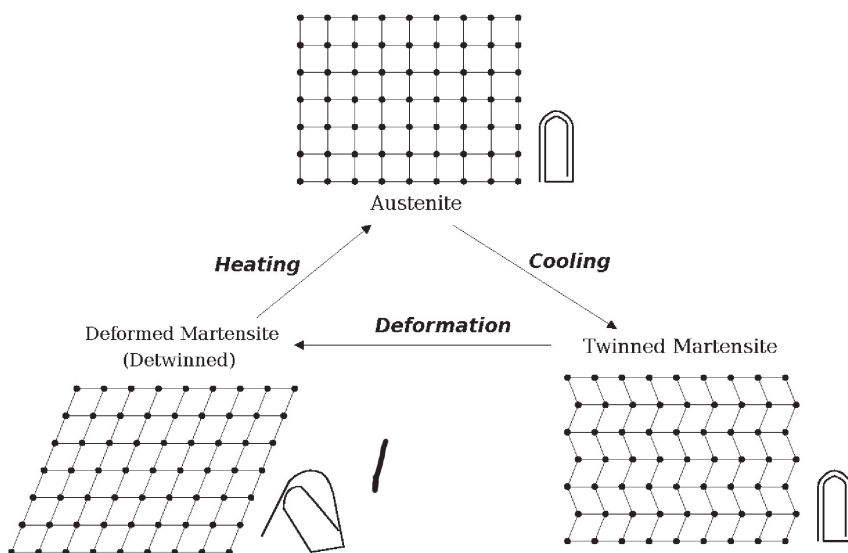 Austenite
Heating
Cooling
Deformation
Deformed Martensite
(Detwinned)
Twinned Martensite